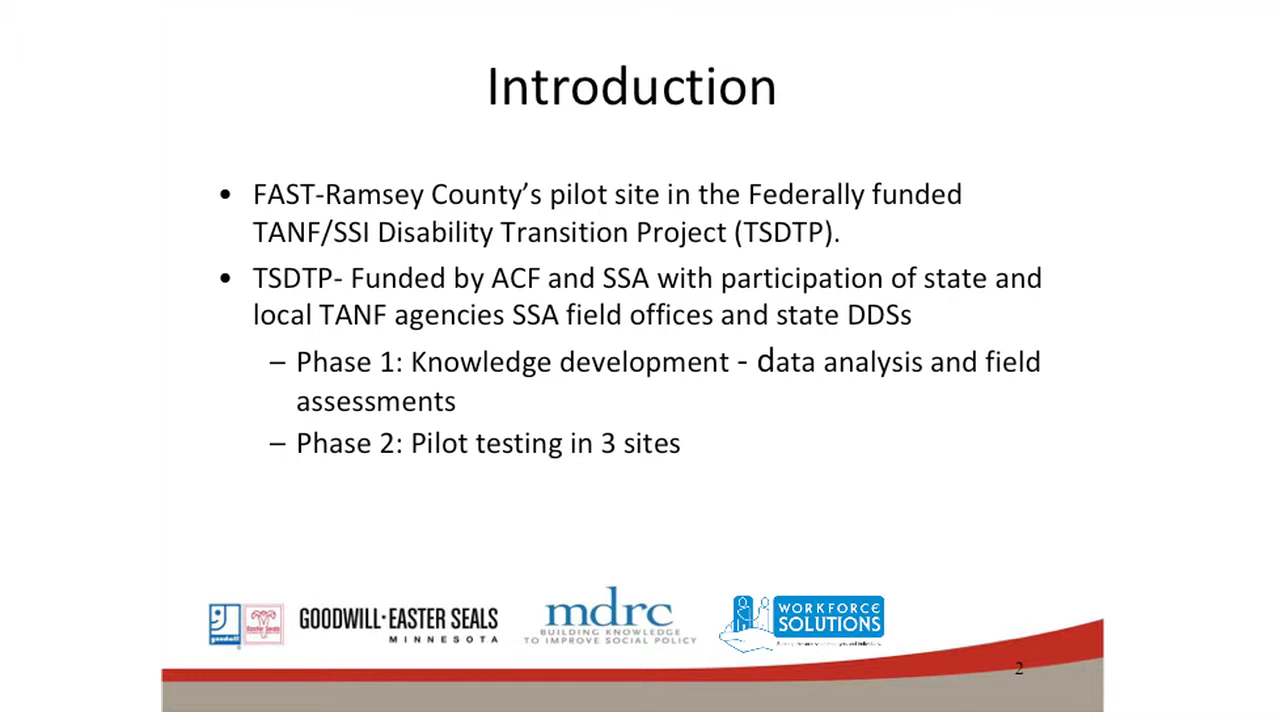 Introduction
• FAST-Ramsey County’s pilot site in the Federally funded
TANF/SSI Disability Transition Project (TSDTP).
• TSDTP- Funded by ACF and SSA with participation of state and
local TANF agencies SSA field offices and state DDSs
– Phase 1: Knowledge development - data analysis and field
assessments
– Phase 2: Pilot testing in 3 sites
goodwill
Easter Seals
GOODWILL·EASTER SEALS
MINNESOTA
mdrc
BUILDING KNOWLEDGE
TO IMPROVE SOCIAL POLICY
WORKFORCE
SOLUTIONS
2